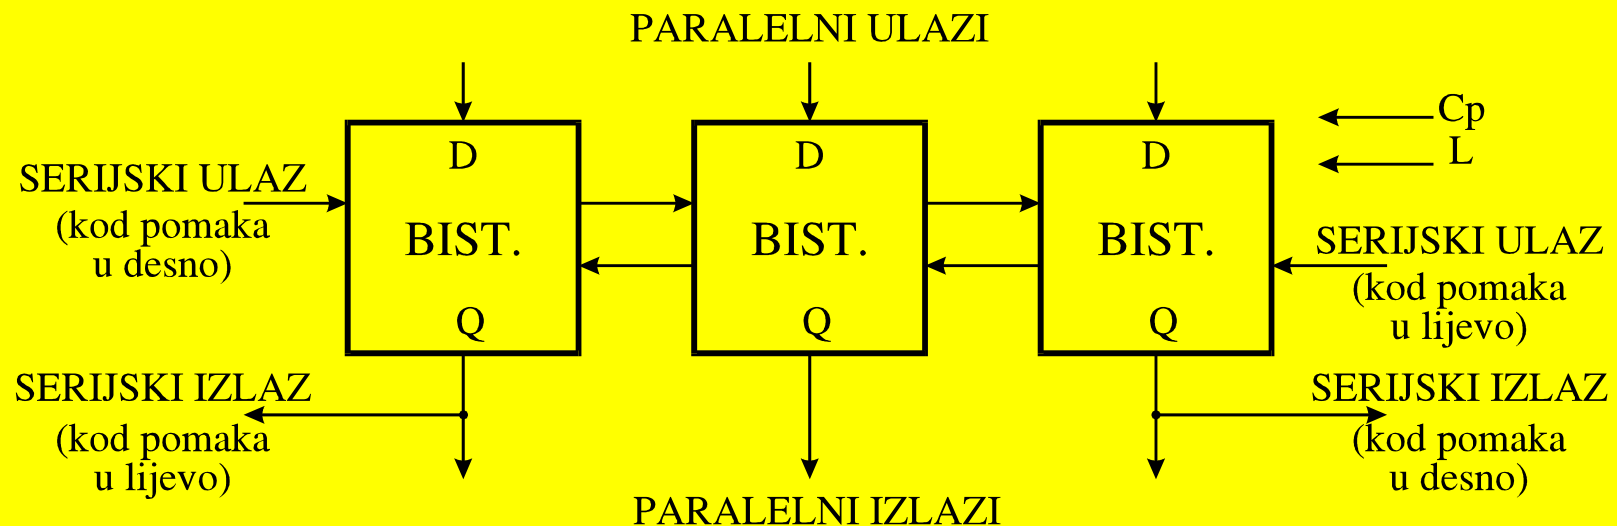 PARALELNI ULAZI
Cp
L
D
D
D
SERIJSKI ULAZ
(kod pomaka
u desno)
BIST.
BIST.
BIST.
SERIJSKI ULAZ
(kod pomaka
u lijevo)
Q
Q
Q
SERIJSKI IZLAZ
(kod pomaka
u lijevo)
SERIJSKI IZLAZ
(kod pomaka
u desno)
PARALELNI IZLAZI